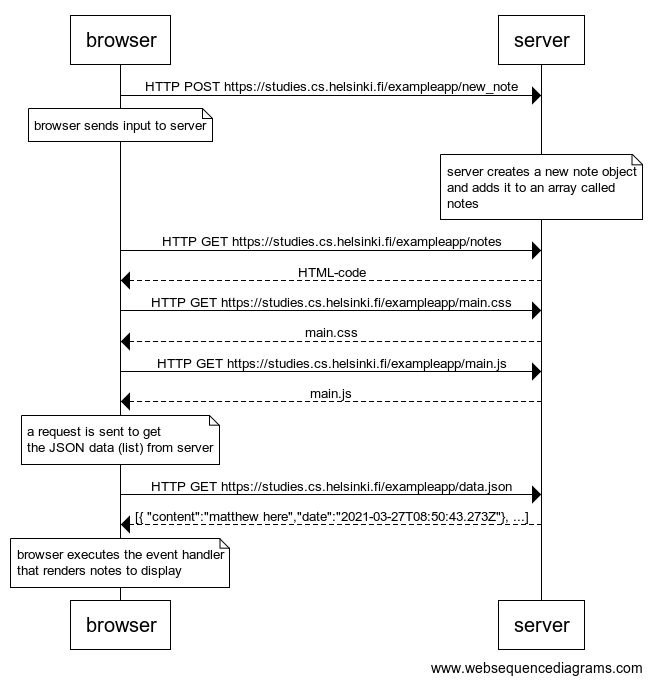 browser
server
HTTP POST https://studies.cs.helsinki.fi/exampleapp/new_note
browser sends input to server
server creates a new note object
and adds it to an array called
notes
HTTP GET https://studies.cs.helsinki.fi/exampleapp/notes
HTML-code
HTTP GET https://studies.cs.helsinki.fi/exampleapp/main.css
main.css
HTTP GET https://studies.cs.helsinki.fi/exampleapp/main.js
main.js
a request is sent to get
the JSON data (list) from server
HTTP GET https://studies.cs.helsinki.fi/exampleapp/data.json
[{ "content":"matthew here","date":"2021-03-27T08:50:43.273Z"}, ...]
browser executes the event handler
that renders notes to display
browser
server
www.websequencediagrams.com